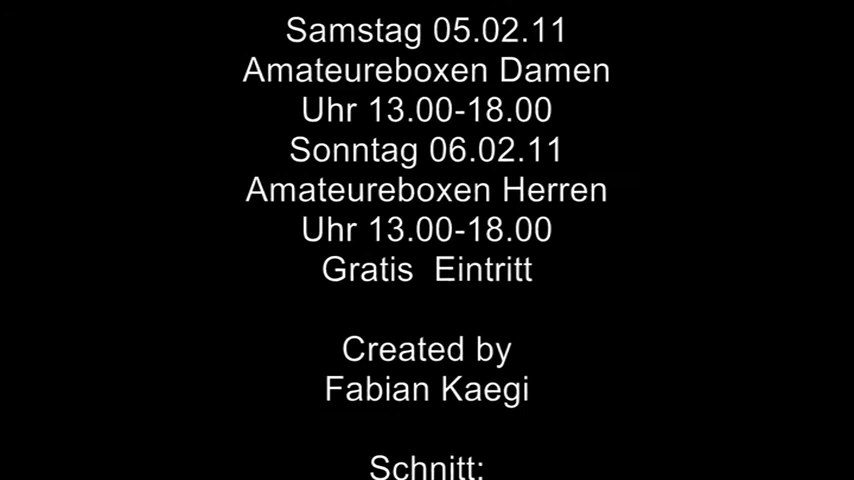 Samstag 05.02.11
Amateureboxen Damen
Uhr 13.00-18.00
Sonntag 06.02.11
Amateureboxen Herren
Uhr 13.00-18.00
Gratis  Eintritt
Created by
Fabian Kaegi
Schnitt: